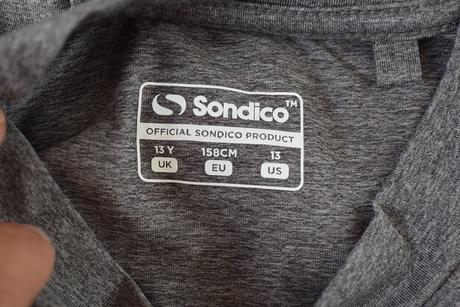 Sondico™
OFFICIAL SONDICO PRODUCT
13 Y 158CM 13
UK EU US